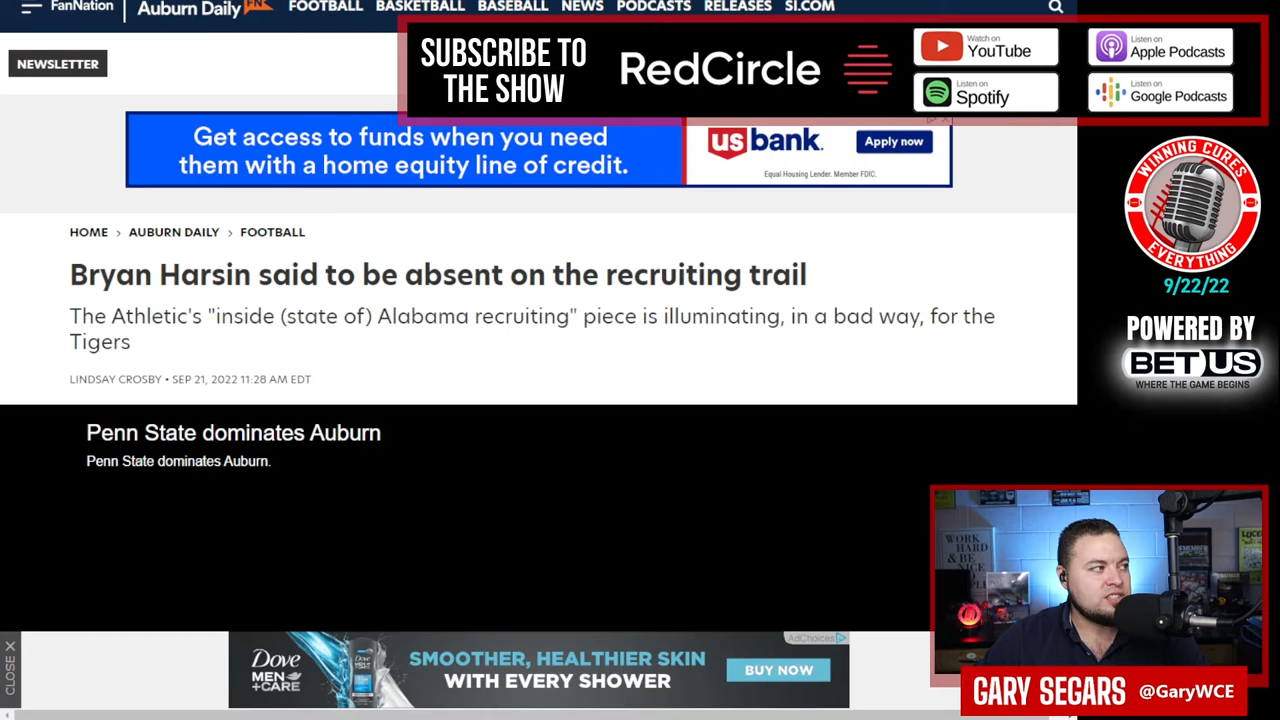 FanNation
Auburn Daily FN
FOOTBALL BASKETBALL BASEBALL NEWS PODCASTS RELEASES SI.COM
NEWSLETTER
SUBSCRIBE TO
THE SHOW
RedCircle
Watch on
YouTube
Listen on
Apple Podcasts
Listen on
Spotify
Listen on
Google Podcasts
Get access to funds when you need
them with a home equity line of credit.
us bank.
Apply now
Equal Housing Lender. Member FDIC.
WINNING CURES
EVERYTHING
9/22/22
POWERED BY
BETUS
WHERE THE GAME BEGINS
HOME > AUBURN DAILY > FOOTBALL
Bryan Harsin said to be absent on the recruiting trail
The Athletic's "inside (state of) Alabama recruiting" piece is illuminating, in a bad way, for the
Tigers
LINDSAY CROSBY • SEP 21, 2022 11:28 AM EDT
Penn State dominates Auburn
Penn State dominates Auburn.
WORK
HARD
& BE
CLOSE X
Dove
MEN
+CARE
SMOOTHER, HEALTHIER SKIN
WITH EVERY SHOWER
BUY NOW
AdChoices
GARY SEGARS @GaryWCE